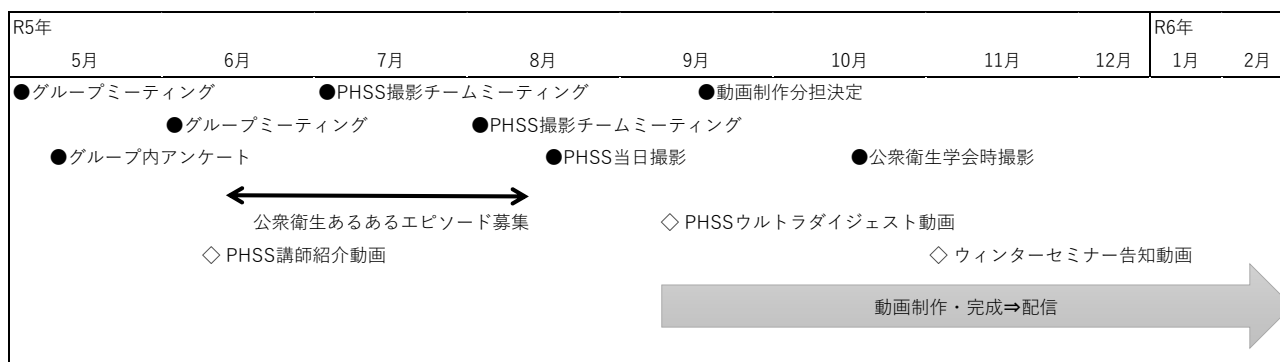 R5年 R6年
5月 6月 7月 8月 9月 10月 11月 12月 1月 2月
●グループミーティング ●PHSS撮影チームミーティング ●動画制作分担決定
●グループミーティング ●PHSS撮影チームミーティング
●グループ内アンケート ●PHSS当日撮影 ●公衆衛生学会時撮影
公衆衛生あるあるエピソード募集 ◇ PHSSウルトラダイジェスト動画
◇ PHSS講師紹介動画 ◇ ウィンターセミナー告知動画
動画制作・完成⇒配信